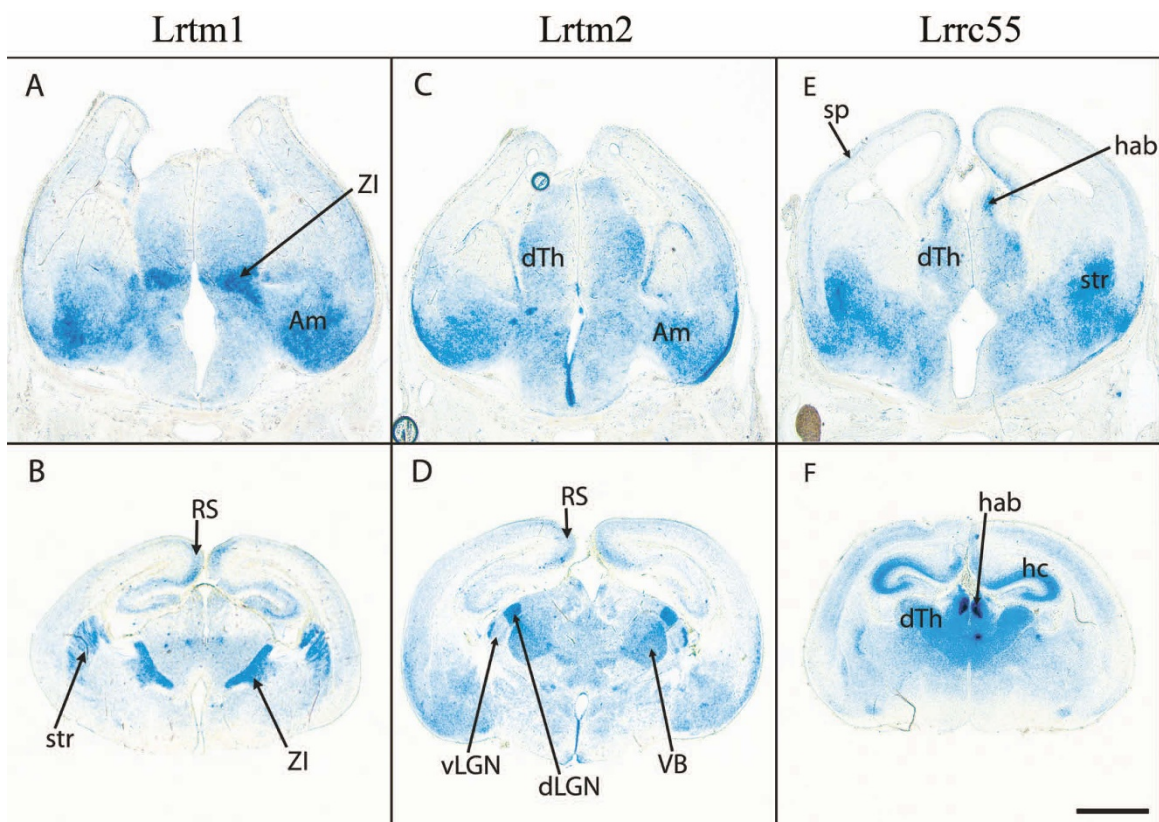 Lrtm1
Lrtm2
Lrrc55
A
ZI
Am
C
dTh
Am
E
sp
hab
dTh
str
B
RS
str
ZI
D
RS
vLGN
dLGN
VB
F
hab
hc
dTh